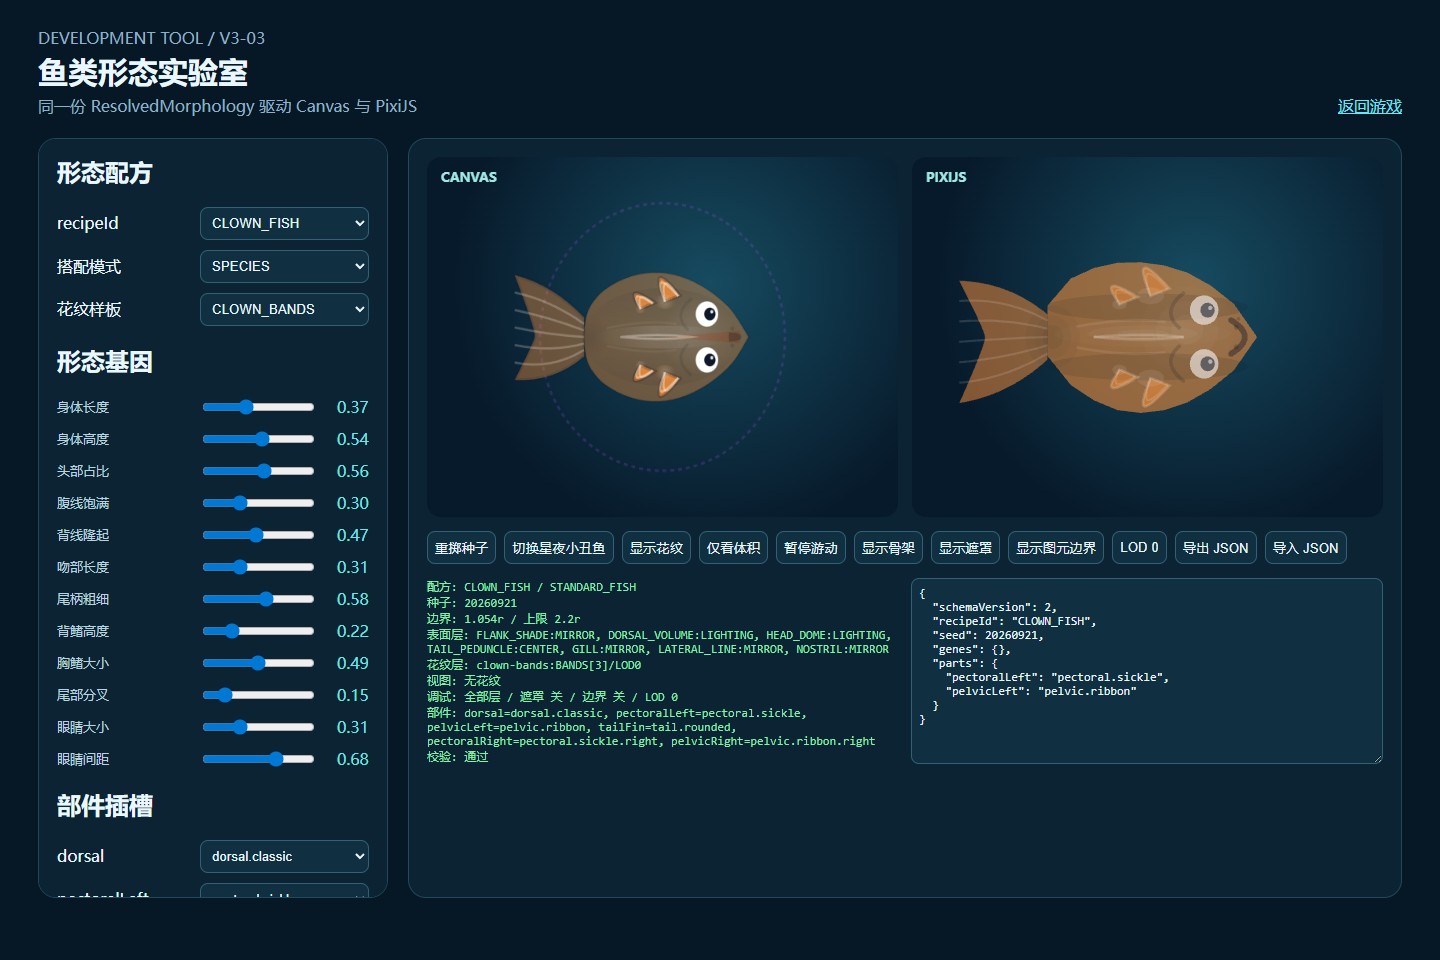 DEVELOPMENT TOOL / V3-03
鱼类形态实验室
同一份 ResolvedMorphology 驱动 Canvas 与 PixiJS
返回游戏
形态配方
recipeId
CLOWN_FISH
搭配模式
SPECIES
花纹样板
CLOWN_BANDS
形态基因
身体长度
0.37
身体高度
0.54
头部占比
0.56
腹线饱满
0.30
背线隆起
0.47
吻部长度
0.31
尾柄粗细
0.58
背鳍高度
0.22
胸鳍大小
0.49
尾部分叉
0.15
眼睛大小
0.31
眼睛间距
0.68
部件插槽
dorsal
dorsal.classic
CANVAS
PIXIJS
重掷种子
切换星夜小丑鱼
显示花纹
仅看体积
暂停游动
显示骨架
显示遮罩
显示图元边界
LOD 0
导出 JSON
导入 JSON
配方: CLOWN_FISH / STANDARD_FISH
种子: 20260921
边界: 1.054r / 上限 2.2r
表面层: FLANK_SHADE:MIRROR, DORSAL_VOLUME:LIGHTING, HEAD_DOME:LIGHTING,
TAIL_PEDUNCLE:CENTER, GILL:MIRROR, LATERAL_LINE:MIRROR, NOSTRIL:MIRROR
花纹层: clown-bands:BANDS[3]/LOD0
视图: 无花纹
调试: 全部层 / 遮罩 关 / 边界 关 / LOD 0
部件: dorsal=dorsal.classic, pectoralLeft=pectoral.sickle,
pelvicLeft=pelvic.ribbon, tailFin=tail.rounded,
pectoralRight=pectoral.sickle.right, pelvicRight=pelvic.ribbon.right
校验: 通过
{
"schemaVersion": 2,
"recipeId": "CLOWN_FISH",
"seed": 20260921,
"genes": {},
"parts": {
"pectoralLeft": "pectoral.sickle",
"pelvicLeft": "pelvic.ribbon"
}
}